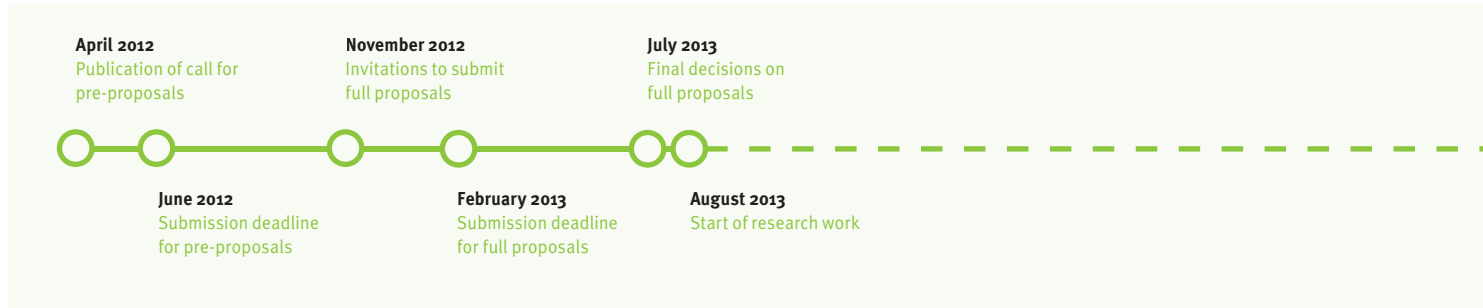 April 2012
Publication of call for
pre-proposals
November 2012
Invitations to submit
full proposals
July 2013
Final decisions on
full proposals
June 2012
Submission deadline
for pre-proposals
February 2013
Submission deadline
for full proposals
August 2013
Start of research work